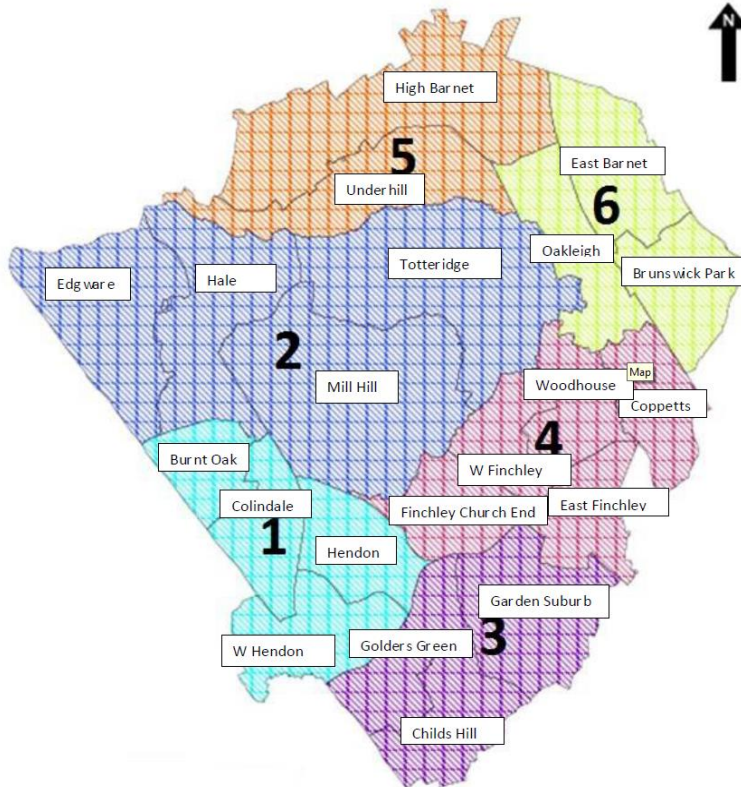 N
High Barnet
5
East Barnet
Underhill
6
Oakleigh
Totteridge
Brunswick Park
Edgware
Hale
2
Map
Mill Hill
Woodhouse
Coppetts
4
Burnt Oak
W Finchley
Colindale
East Finchley
Finchley Church End
1
Hendon
Garden Suburb
3
Golders Green
W Hendon
Childs Hill